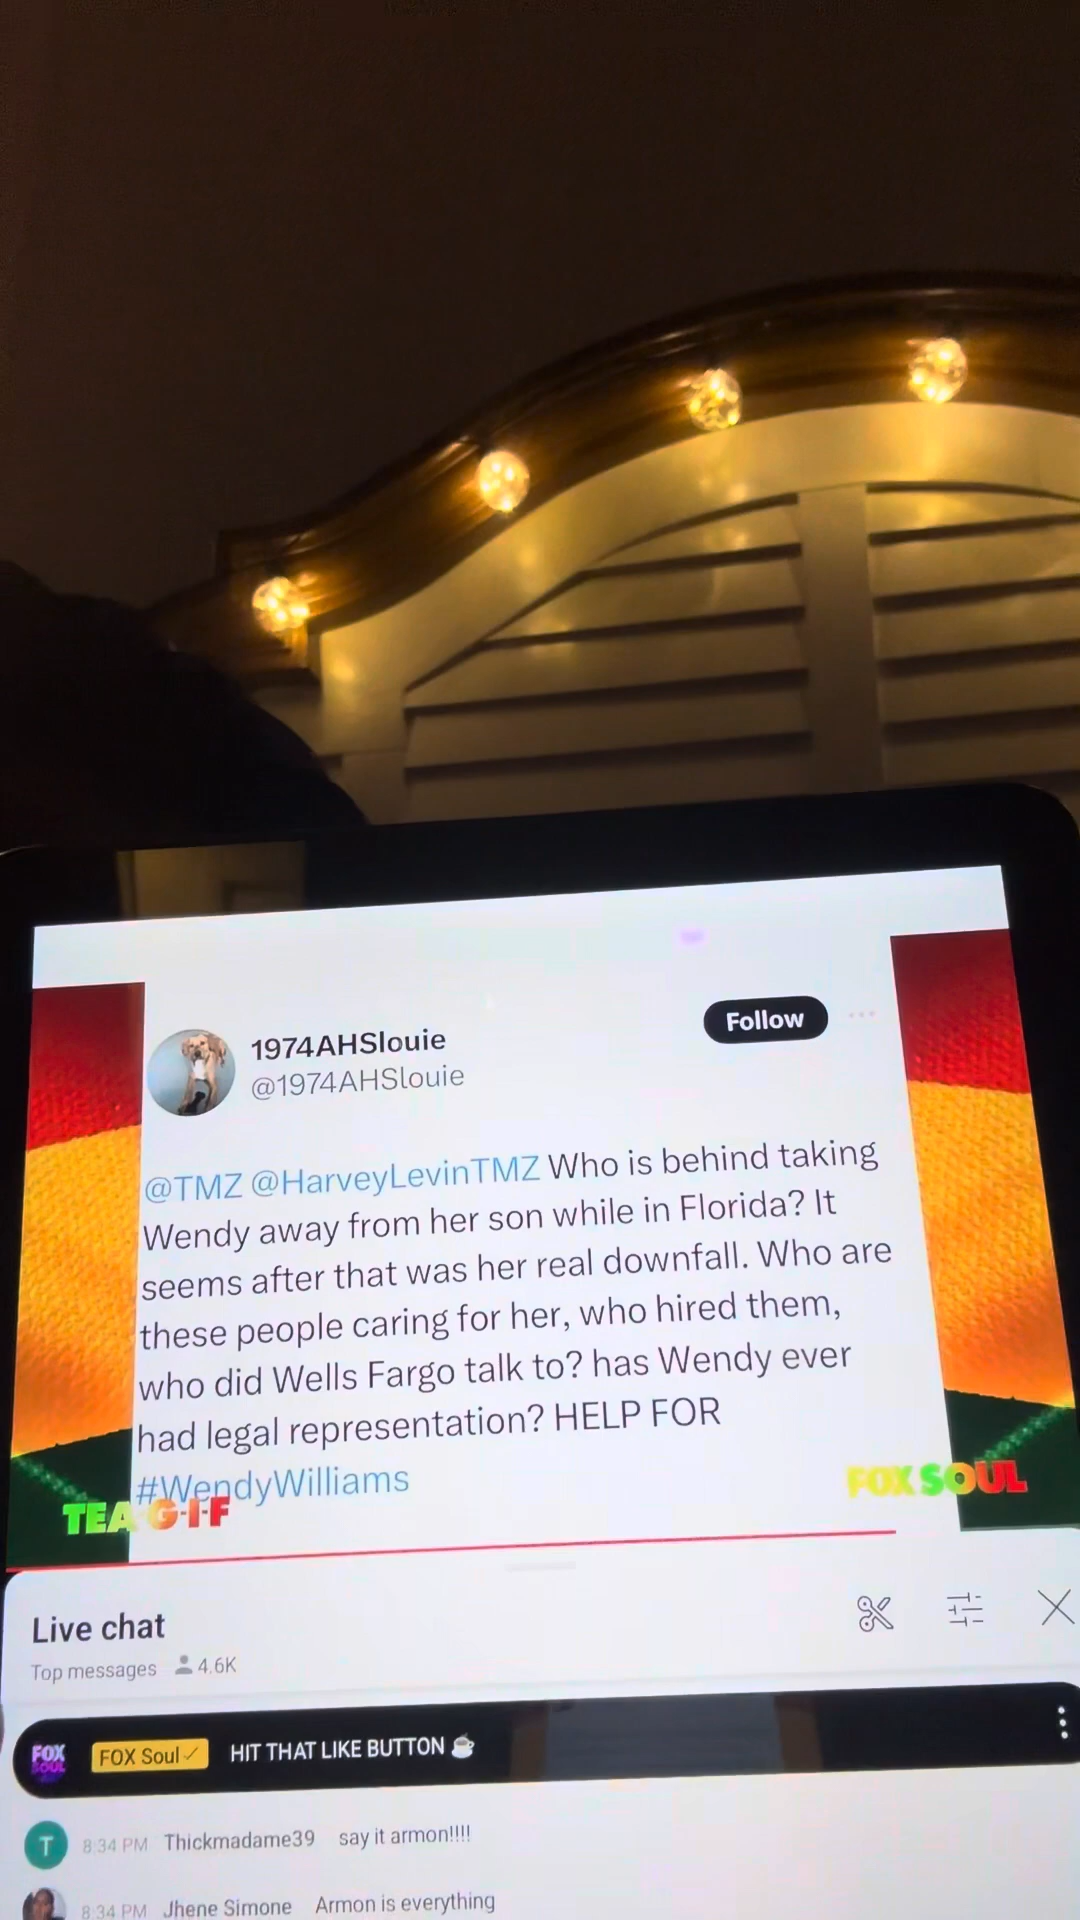 1974AHSlouie
@1974AHSlouie
Follow
@TMZ @HarveyLevinTMZ Who is behind taking
Wendy away from her son while in Florida? It
seems after that was her real downfall. Who are
these people caring for her, who hired them,
who did Wells Fargo talk to? has Wendy ever
had legal representation? HELP FOR
#WendyWilliams
TEA-G-I-F
FOX SOUL
Live chat
Top messages 4.6K
FOX SOUL FOX Soul✓ HIT THAT LIKE BUTTON ☕
T 8:34 PM Thickmadame39 say it armon!!!!
8:34 PM Jhene Simone Armon is everything